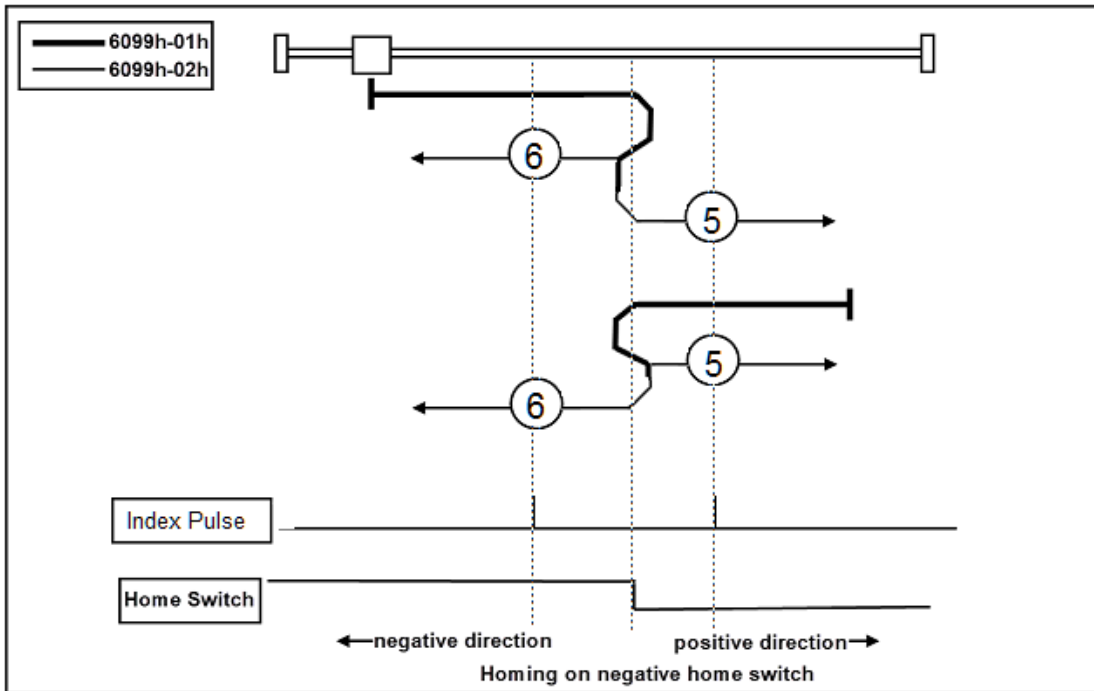 6099h-01h
6099h-02h
6
5
5
6
Index Pulse
Home Switch
negative direction positive direction
Homing on negative home switch